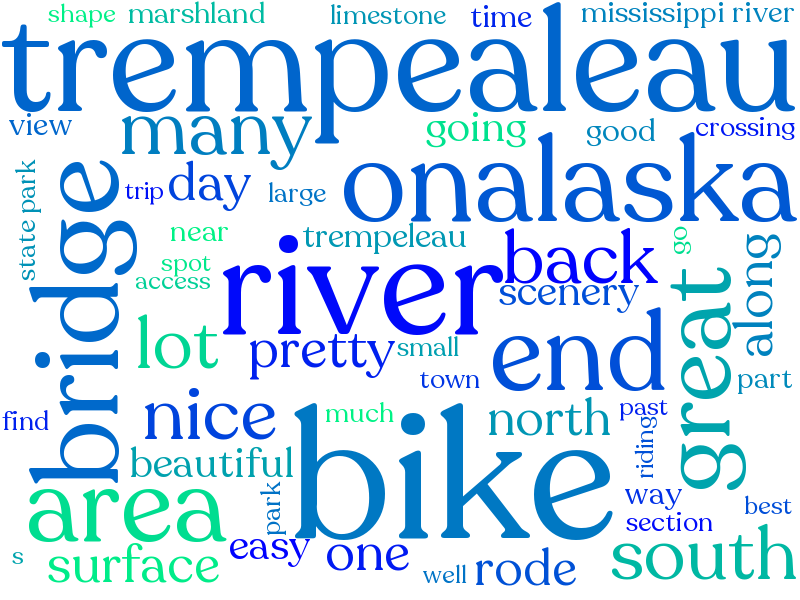 shape marshland limestone time mississippi river
trempealeau
view many going good crossing
state park bridge trip day large onalaska
near trempeleau go along
spot access river back scenery great
lot pretty small end
town part
find nice much north past riding
beautiful bike
area park way best
section
s surface easy one well rode south